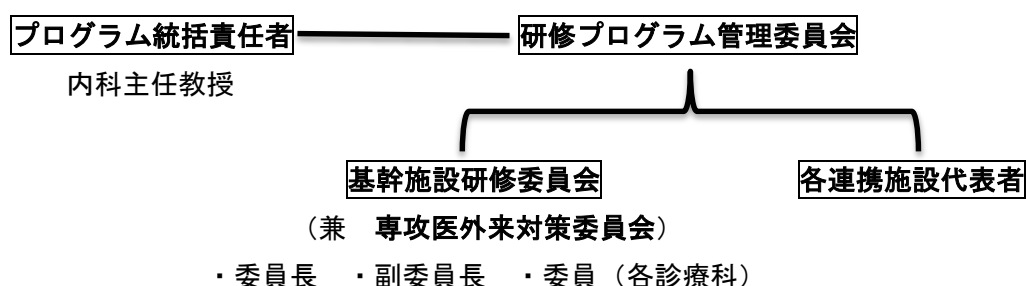 プログラム統括責任者 研修プログラム管理委員会
内科主任教授
基幹施設研修委員会 各連携施設代表者
（兼　専攻医外来対策委員会）
・委員長　・副委員長　・委員（各診療科）